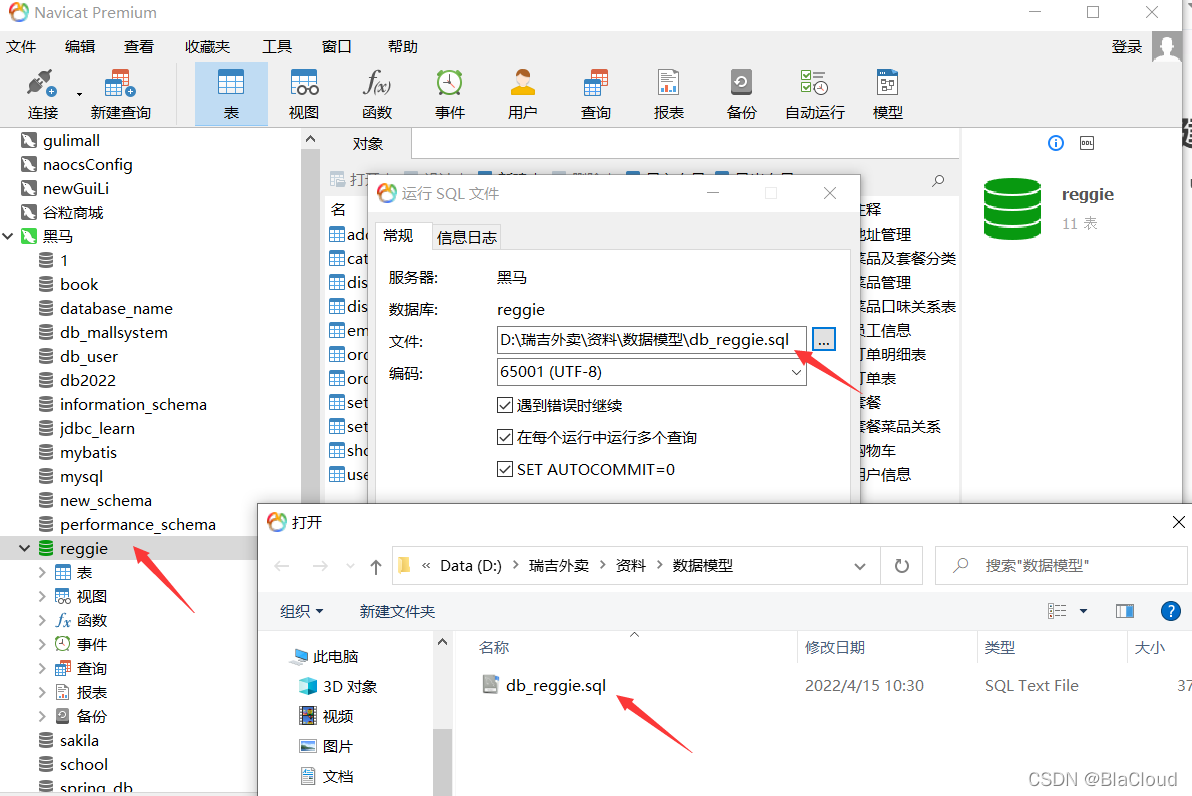 Navicat Premium
文件 编辑 查看 收藏夹 工具 窗口 帮助 登录
连接 新建查询 表 视图 函数 事件 用户 查询 报表 备份 自动运行 模型
gulimall
naocsConfig
newGuiLi
谷粒商城
黑马
1
book
database_name
db_mallsystem
db_user
db2022
information_schema
jdbc_learn
mybatis
mysql
new_schema
performance_schema
reggie
表
视图
函数
事件
查询
报表
备份
sakila
school
spring_db
对象
名
add
cat
dis
dis
em
ord
ord
set
set
sho
use
注释
地址管理
菜品及套餐分类
菜品管理
菜品口味关系表
员工信息
订单明细表
订单表
套餐
套餐菜品关系
购物车
用户信息
DDL
reggie
11 表
运行 SQL 文件
常规 信息日志
服务器: 黑马
数据库: reggie
文件: D:\瑞吉外卖\资料\数据模型\db_reggie.sql ...
编码: 65001 (UTF-8)
遇到错误时继续
在每个运行中运行多个查询
SET AUTOCOMMIT=0
打开
« Data (D:) > 瑞吉外卖 > 资料 > 数据模型 搜索"数据模型"
组织 新建文件夹
此电脑
3D 对象
视频
图片
文档
名称 修改日期 类型 大小
db_reggie.sql 2022/4/15 10:30 SQL Text File 37
CSDN @BlaCloud